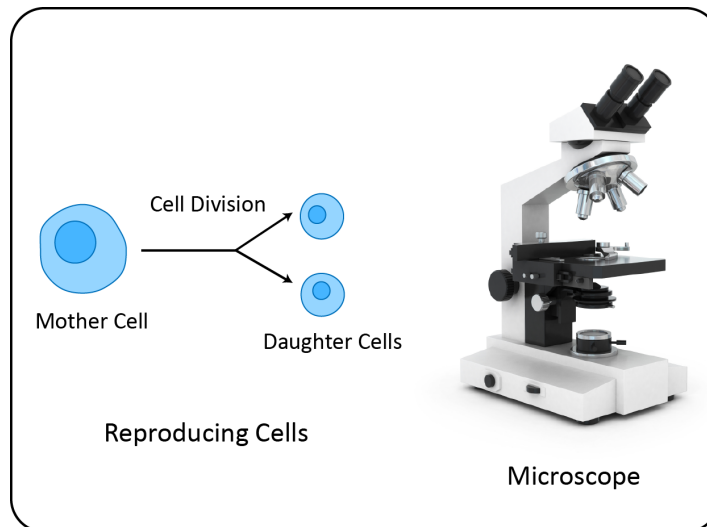 Cell Division
Mother Cell
Daughter Cells
Reproducing Cells
Microscope